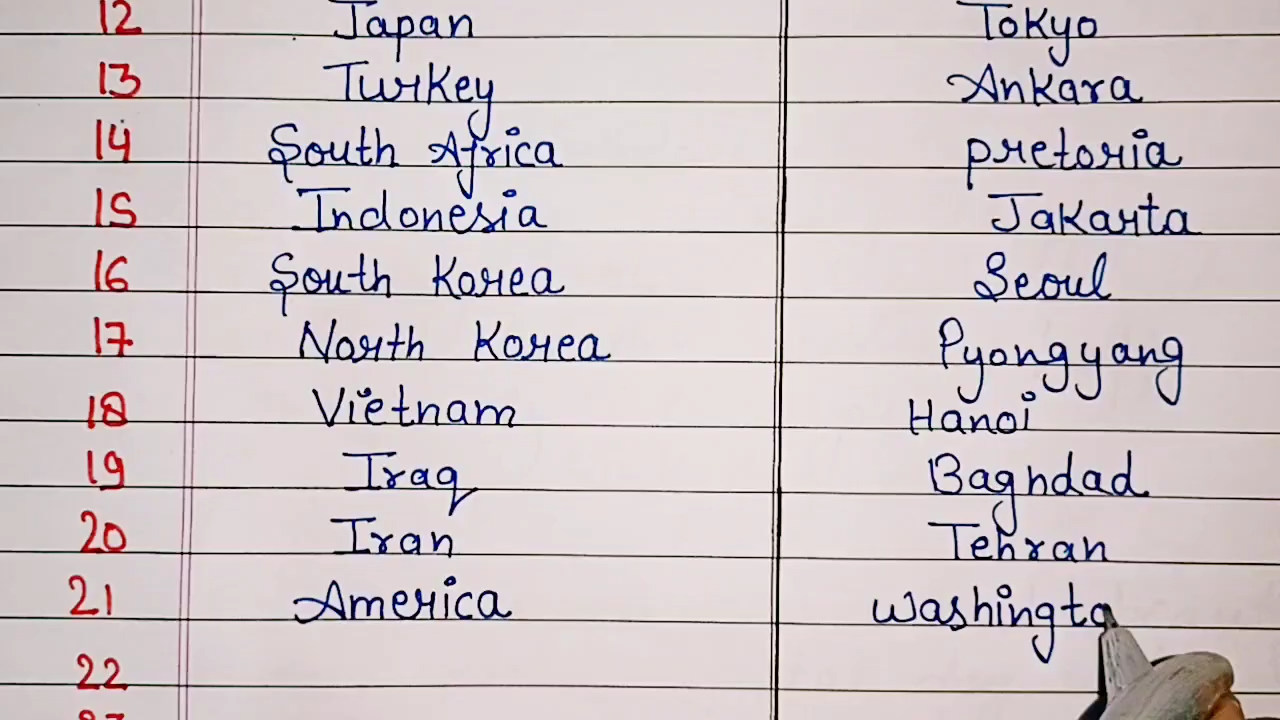 12 Japan Tokyo
13 Turkey Ankara
14 South Africa pretoria
15 Indonesia Jakarta
16 South Korea Seoul
17 North Korea Pyongyang
18 Vietnam Hanoi
19 Iraq Baghdad
20 Iran Tehran
21 America Washingto
22